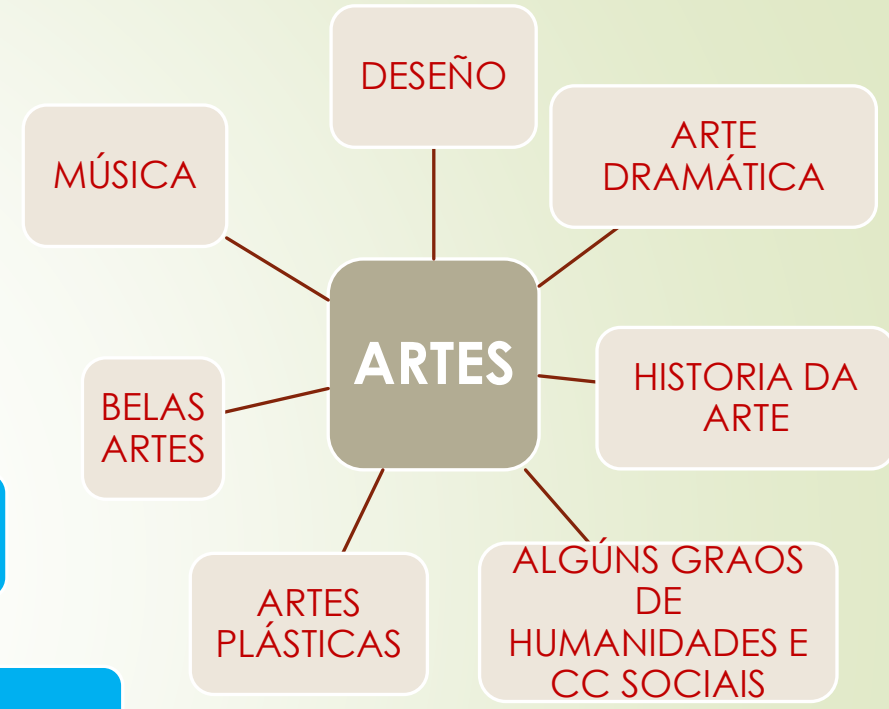 DESEÑO
ARTE
DRAMÁTICA
MÚSICA
ARTES
HISTORIA DA
ARTE
BELAS
ARTES
ARTES
PLÁSTICAS
ALGÚNS GRAOS
DE
HUMANIDADES E
CC SOCIAIS